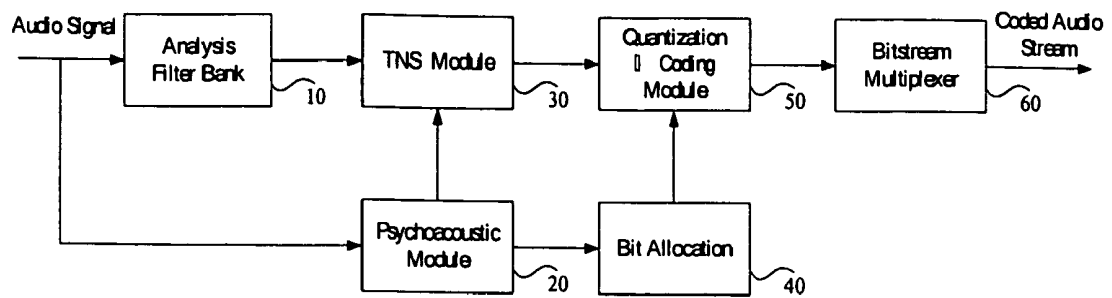 Audio Signal
Analysis
Filter Bank
10
TNS Module
30
Quantization
▯ Coding
Module
50
Bitstream
Multiplexer
60
Coded Audio
Stream
Psychoacoustic
Module
20
Bit Allocation
40